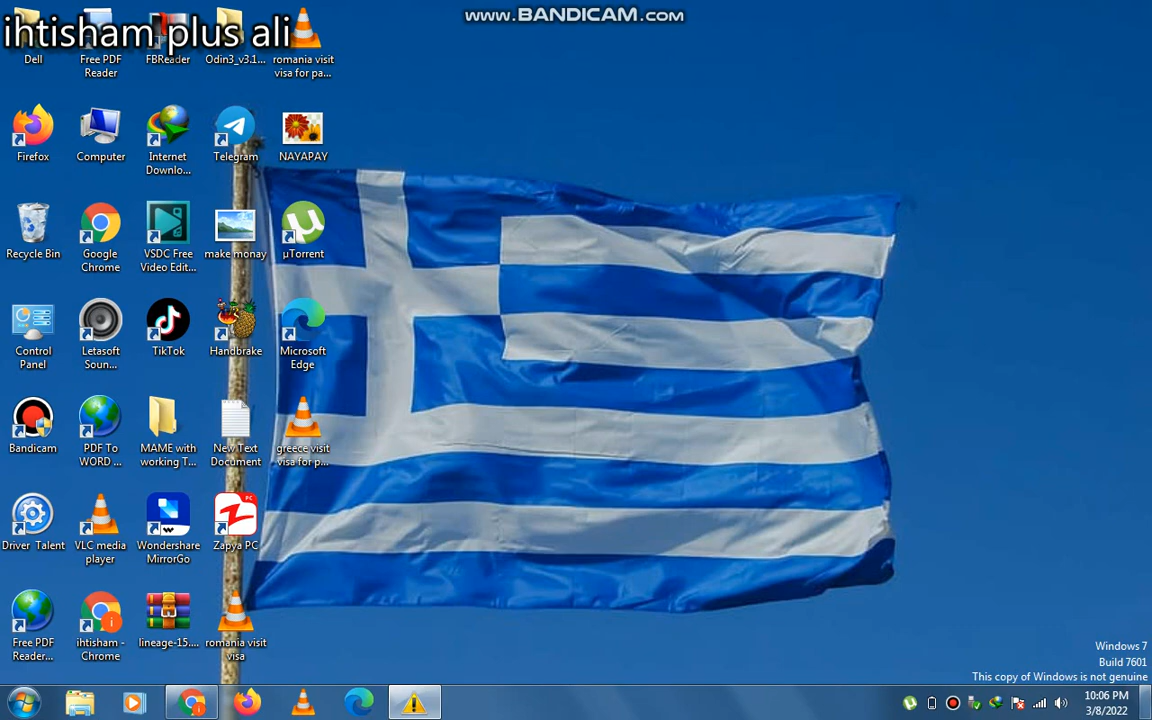 www.BANDICAM.com
ihtisham plus ali
Dell
Free PDF
Reader
FBReader
Odin3_v3.1...
romania visit
visa for pa...
Firefox
Computer
Internet
Downlo...
Telegram
NAYAPAY
Recycle Bin
Google
Chrome
VSDC Free
Video Edit...
make monay
µTorrent
Control
Panel
Letasoft
Soun...
TikTok
Handbrake
Microsoft
Edge
Bandicam
PDF To
WORD ...
MAME with
working T...
New Text
Document
greece visit
visa for p...
Driver Talent
VLC media
player
Wondershare
MirrorGo
PC
Zapya PC
Free PDF
Reader...
ihtisham -
Chrome
lineage-15....
romania visit
visa
Windows 7
Build 7601
This copy of Windows is not genuine
10:06 PM
3/8/2022